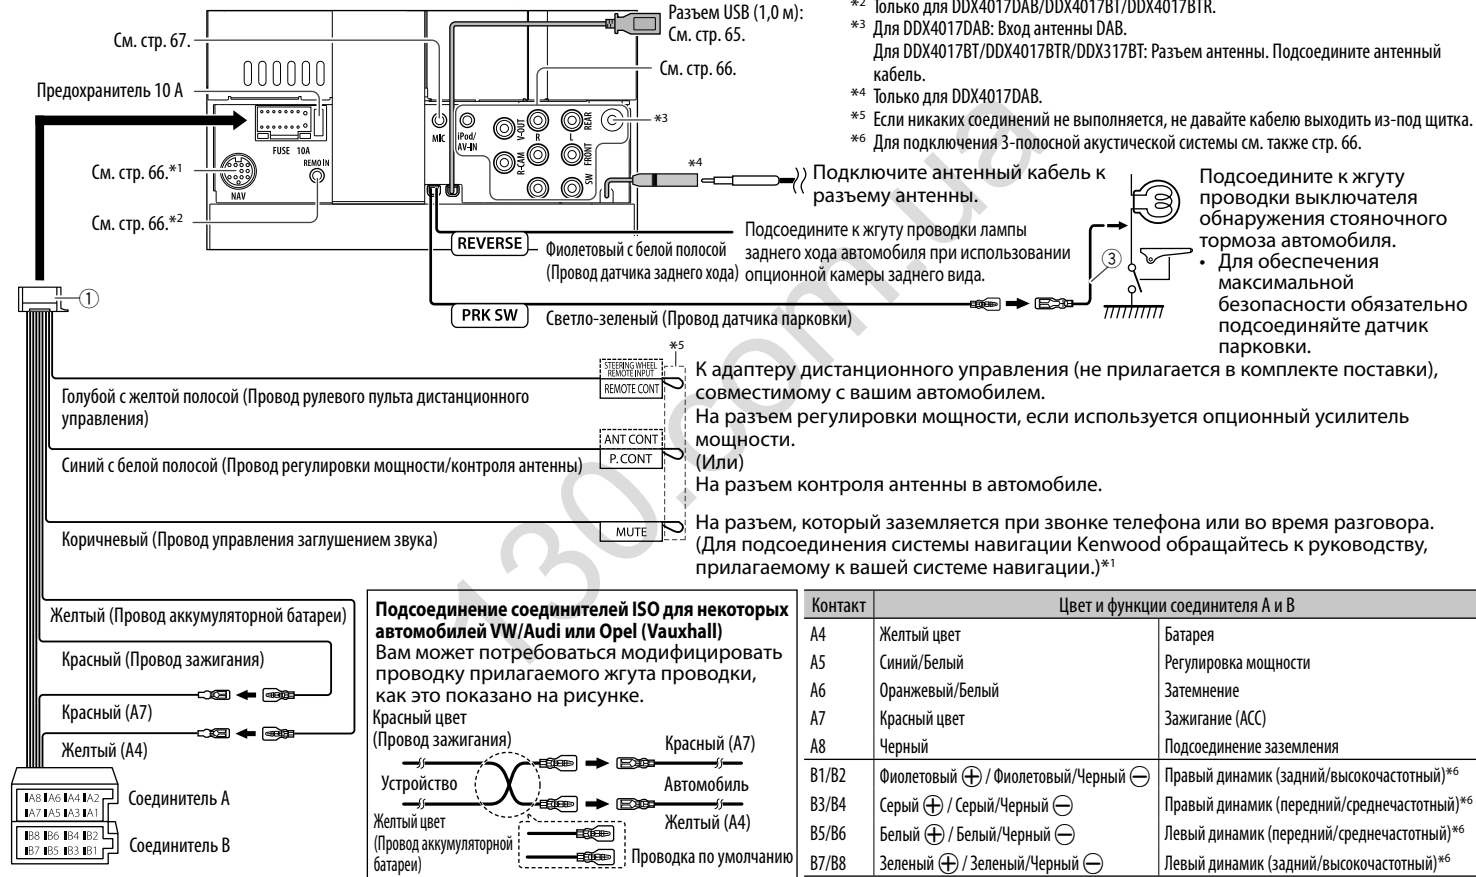 *2 Только для DDX4017DAB/DDX4017BT/DDX4017BTR.
*3 Для DDX4017DAB: Вход антенны DAB.
Для DDX4017BT/DDX4017BTR/DDX317BT: Разъем антенны. Подсоедините антенный
кабель.
*4 Только для DDX4017DAB.
*5 Если никаких соединений не выполняется, не давайте кабелю выходить из-под щитка.
*6 Для подключения 3-полосной акустической системы см. также стр. 66.
Разъем USB (1,0 м):
См. стр. 65.
См. стр. 67.
См. стр. 66.
Предохранитель 10 A
*3
FUSE 10A
REMO IN
NAV
MIC
iPod/
AV-IN
V-OUT
R-CAM
R
L
REAR
FRONT
SW
См. стр. 66.*1
См. стр. 66.*2
*4
Подключите антенный кабель к
разъему антенны.
REVERSE
Фиолетовый с белой полосой
(Провод датчика заднего хода)
Подсоедините к жгуту проводки лампы
заднего хода автомобиля при использовании
опционной камеры заднего вида.
PRK SW
Светло-зеленый (Провод датчика парковки)
③
Подсоедините к жгуту
проводки выключателя
обнаружения стояночного
тормоза автомобиля.
• Для обеспечения
максимальной
безопасности обязательно
подсоединяйте датчик
парковки.
①
*5
STEERING WHEEL
REMOTE INPUT
REMOTE CONT
Голубой с желтой полосой (Провод рулевого пульта дистанционного
управления)
К адаптеру дистанционного управления (не прилагается в комплекте поставки),
совместимому с вашим автомобилем.
ANT CONT
P.CONT
Синий с белой полосой (Провод регулировки мощности/контроля антенны)
На разъем регулировки мощности, если используется опционный усилитель
мощности.
(Или)
На разъем контроля антенны в автомобиле.
MUTE
Коричневый (Провод управления заглушением звука)
На разъем, который заземляется при звонке телефона или во время разговора.
(Для подсоединения системы навигации Kenwood обращайтесь к руководству,
прилагаемому к вашей системе навигации.)*1
Желтый (Провод аккумуляторной батареи)
Красный (Провод зажигания)
Красный (A7)
Желтый (A4)
A8 A6 A4 A2
A7 A5 A3 A1
Соединитель A
B8 B6 B4 B2
B7 B5 B3 B1
Соединитель B
Подсоединение соединителей ISO для некоторых
автомобилей VW/Audi или Opel (Vauxhall)
Вам может потребоваться модифицировать
проводку прилагаемого жгута проводки,
как это показано на рисунке.
Красный цвет
(Провод зажигания)
Красный (A7)
Устройство
Автомобиль
Желтый цвет
(Провод аккумуляторной
батареи)
Желтый (A4)
Проводка по умолчанию
Контакт Цвет и функции соединителя A и B
A4 Желтый цвет Батарея
A5 Синий/Белый Регулировка мощности
A6 Оранжевый/Белый Затемнение
A7 Красный цвет Зажигание (ACC)
A8 Черный Подсоединение заземления
B1/B2 Фиолетовый ⊕ / Фиолетовый/Черный ⊖ Правый динамик (задний/высокочастотный)*6
B3/B4 Серый ⊕ / Серый/Черный ⊖ Правый динамик (передний/среднечастотный)*6
B5/B6 Белый ⊕ / Белый/Черный ⊖ Левый динамик (передний/среднечастотный)*6
B7/B8 Зеленый ⊕ / Зеленый/Черный ⊖ Левый динамик (задний/высокочастотный)*6
130.com.ua